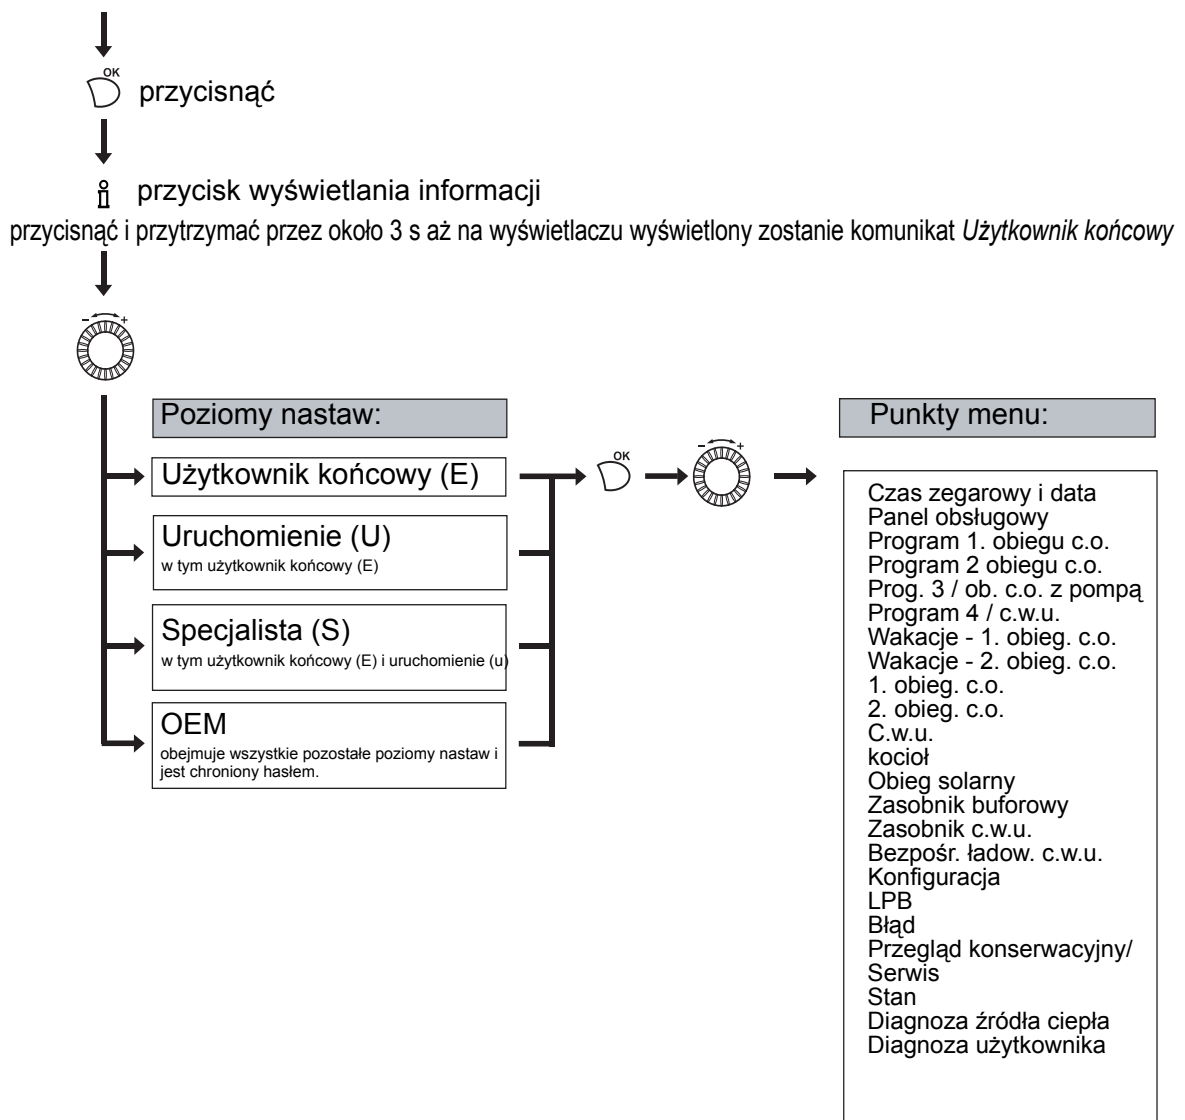 OK
przycisnąć
przycisk wyświetlania informacji
przycisnąć i przytrzymać przez około 3 s aż na wyświetlaczu wyświetlony zostanie komunikat Użytkownik końcowy
- +
Poziomy nastaw:
Użytkownik końcowy (E)
Uruchomienie (U)
w tym użytkownik końcowy (E)
Specjalista (S)
w tym użytkownik końcowy (E) i uruchomienie (u)
OEM
obejmuje wszystkie pozostałe poziomy nastaw i
jest chroniony hasłem.
OK
- +
Punkty menu:
Czas zegarowy i data
Panel obsługowy
Program 1. obiegu c.o.
Program 2 obiegu c.o.
Prog. 3 / ob. c.o. z pompą
Program 4 / c.w.u.
Wakacje - 1. obieg. c.o.
Wakacje - 2. obieg. c.o.
1. obieg. c.o.
2. obieg. c.o.
C.w.u.
kocioł
Obieg solarny
Zasobnik buforowy
Zasobnik c.w.u.
Bezpośr. ładow. c.w.u.
Konfiguracja
LPB
Błąd
Przegląd konserwacyjny/
Serwis
Stan
Diagnoza źródła ciepła
Diagnoza użytkownika